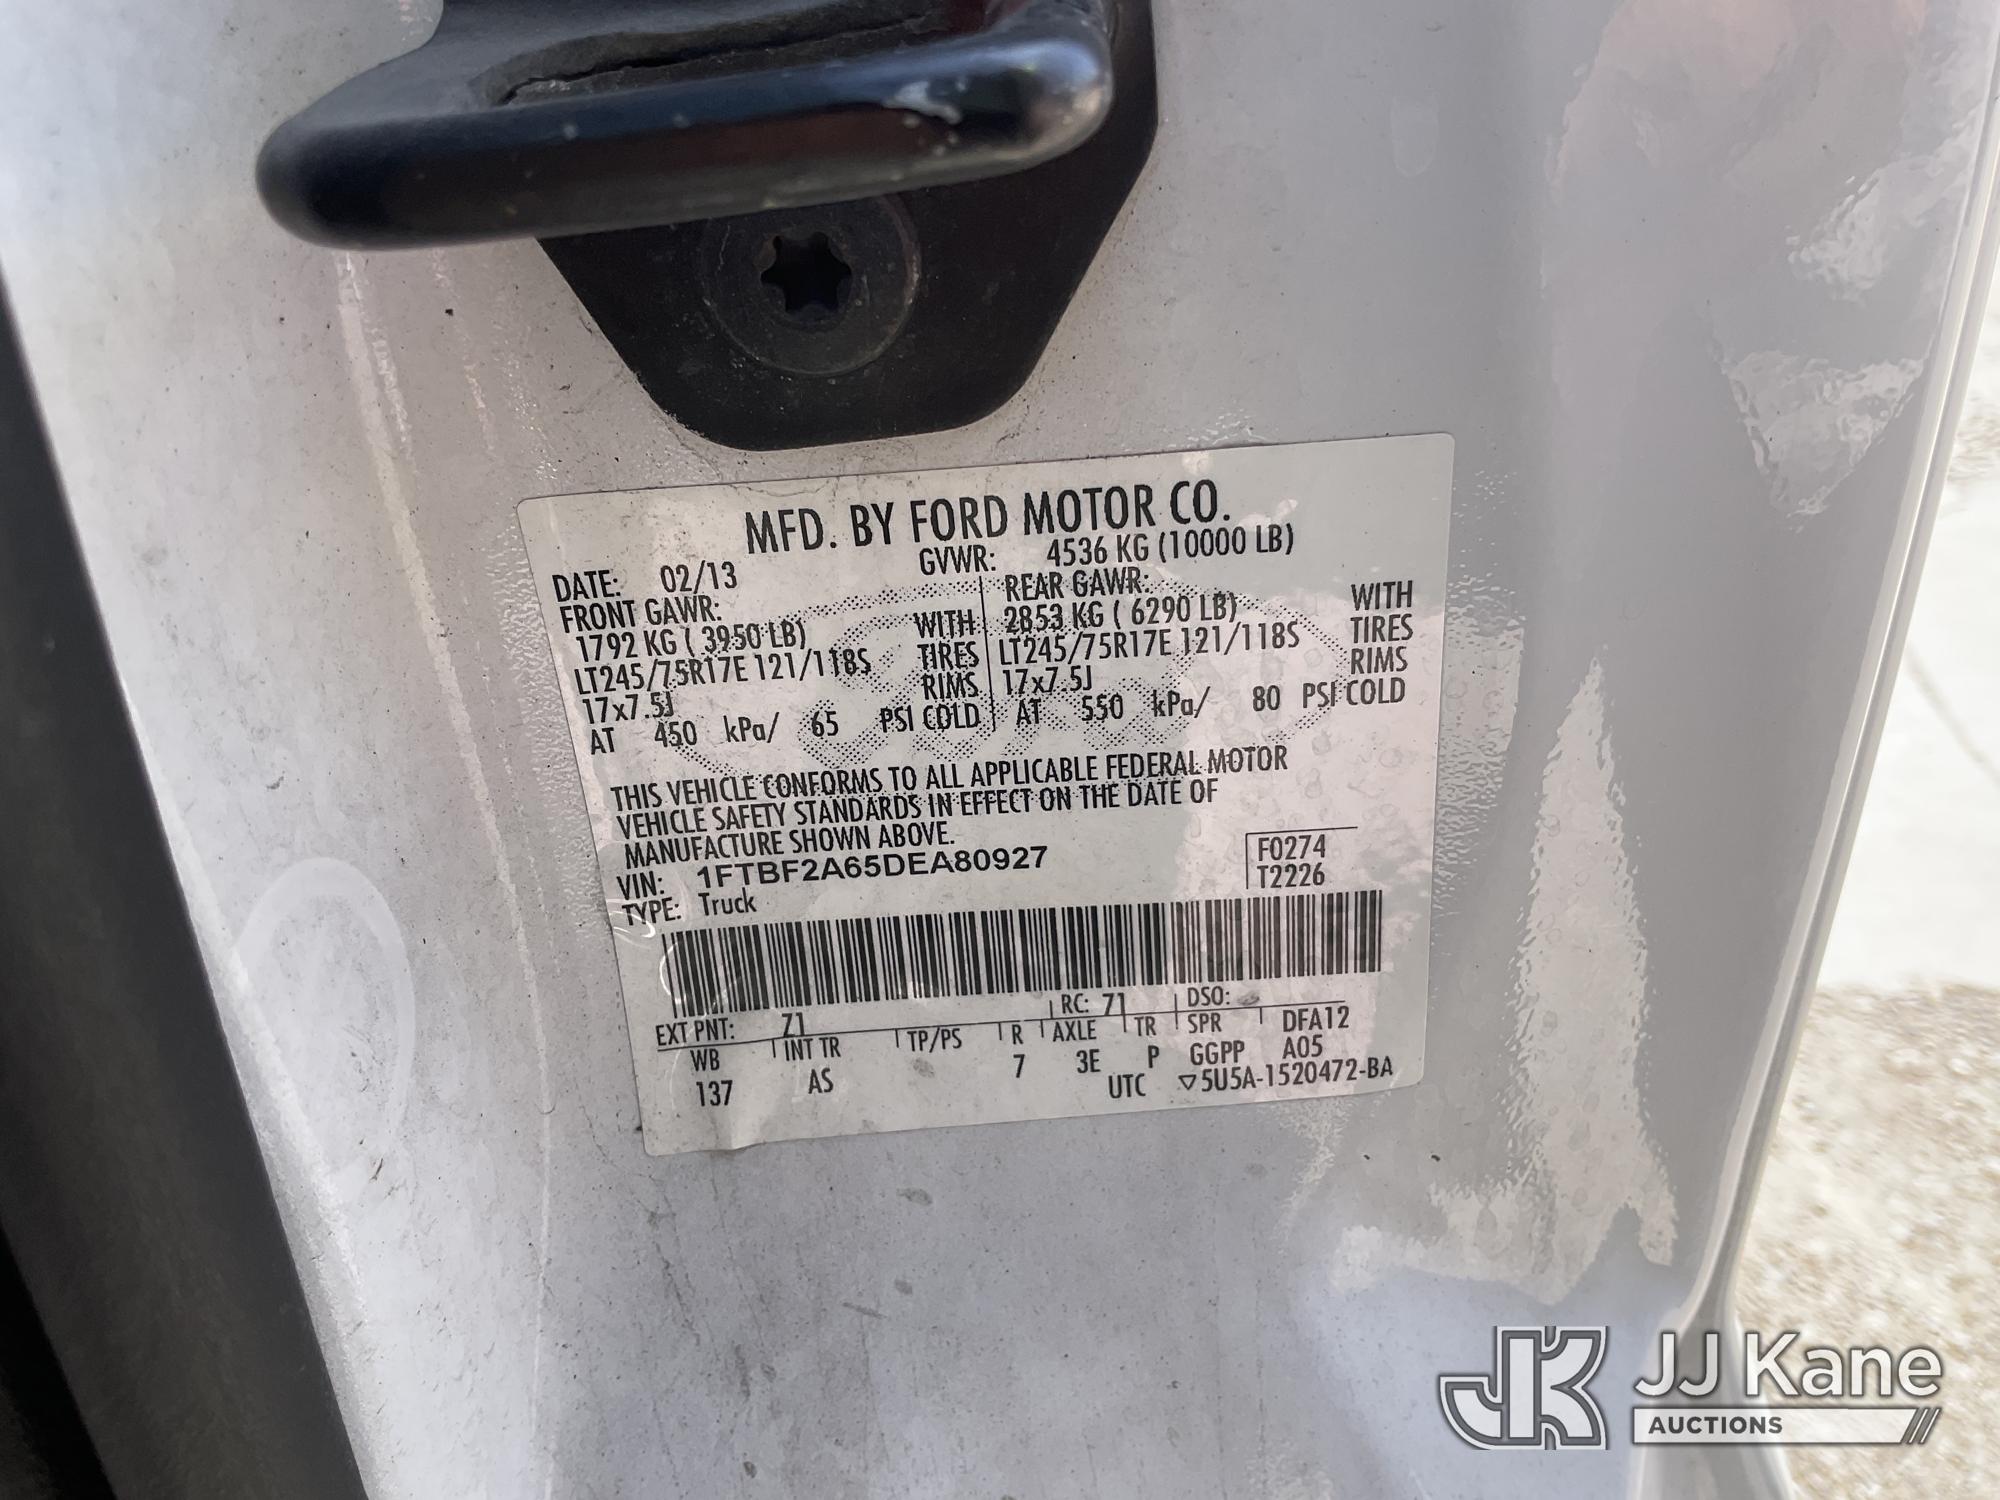 MFD. BY FORD MOTOR CO.
DATE: 02/13 GVWR: 4536 KG (10000 LB)
FRONT GAWR: REAR GAWR:
1792 KG ( 3950 LB) WITH 2853 KG ( 6290 LB) WITH
LT245/75R17E 121/118S TIRES LT245/75R17E 121/118S TIRES
17x7.5J RIMS 17x7.5J RIMS
AT 450 kPa/ 65 PSI COLD AT 550 kPa/ 80 PSI COLD
THIS VEHICLE CONFORMS TO ALL APPLICABLE FEDERAL MOTOR
VEHICLE SAFETY STANDARDS IN EFFECT ON THE DATE OF
MANUFACTURE SHOWN ABOVE.
VIN: 1FTBF2A65DEA80927 F0274
TYPE: Truck T2226
EXT PNT: Z1 RC: 71 DSO:
WB INT TR TP/PS R AXLE TR SPR DFA12
137 AS 7 3E P GGPP A05
UTC ▽5U5A-1520472-BA
JK JJ Kane
AUCTIONS